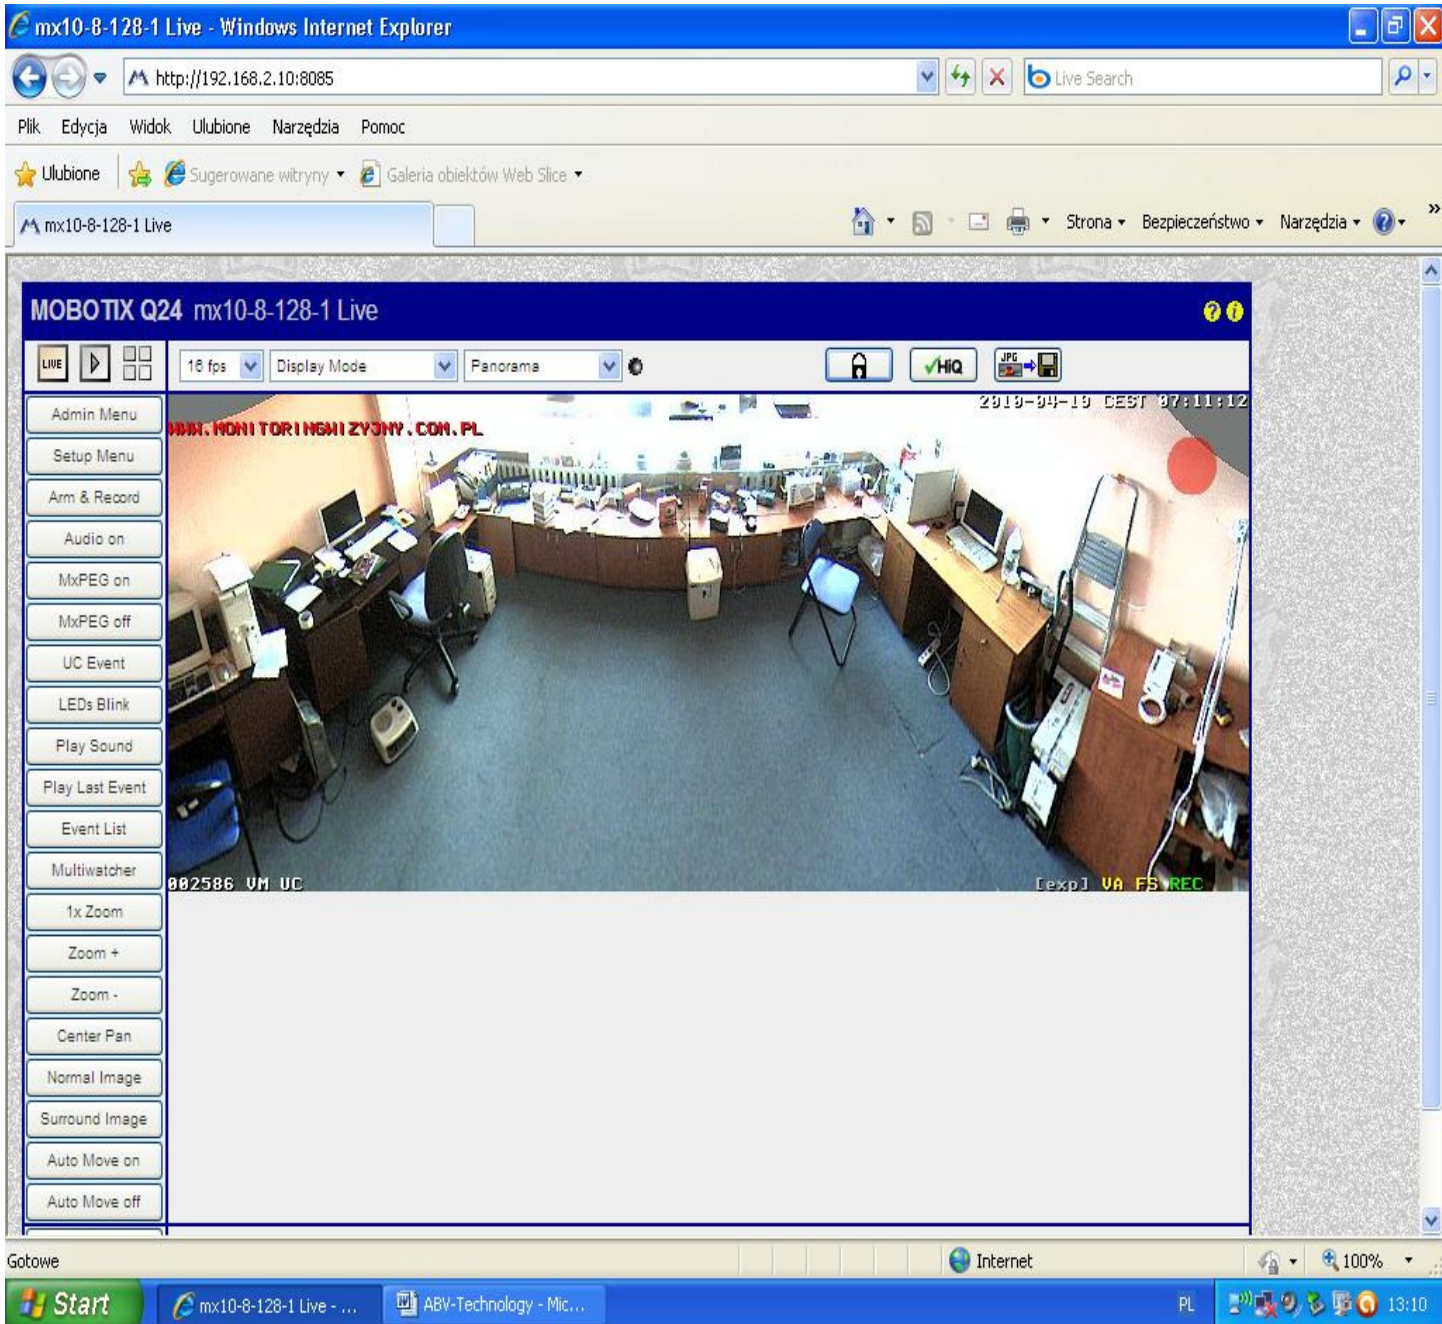 mx10-8-128-1 Live - Windows Internet Explorer
http://192.168.2.10:8085
Live Search
Plik Edycja Widok Ulubione Narzędzia Pomoc
Ulubione Sugerowane witryny Galeria obiektów Web Slice
mx10-8-128-1 Live
Strona Bezpieczeństwo Narzędzia »
MOBOTIX Q24 mx10-8-128-1 Live
LIVE 16 fps Display Mode Panorama HiQ JPG
Admin Menu
Setup Menu
Arm & Record
Audio on
MxPEG on
MxPEG off
UC Event
LEDs Blink
Play Sound
Play Last Event
Event List
Multiwatcher
1x Zoom
Zoom +
Zoom -
Center Pan
Normal Image
Surround Image
Auto Move on
Auto Move off
2010-04-19 CEST 07:11:12
WWW.MONITORINGWIZYJNY.COM.PL
002586 VM UC
[exp] VA FS REC
Gotowe
Internet
100%
Start
mx10-8-128-1 Live - ...
ABV-Technology - Mic...
PL
13:10